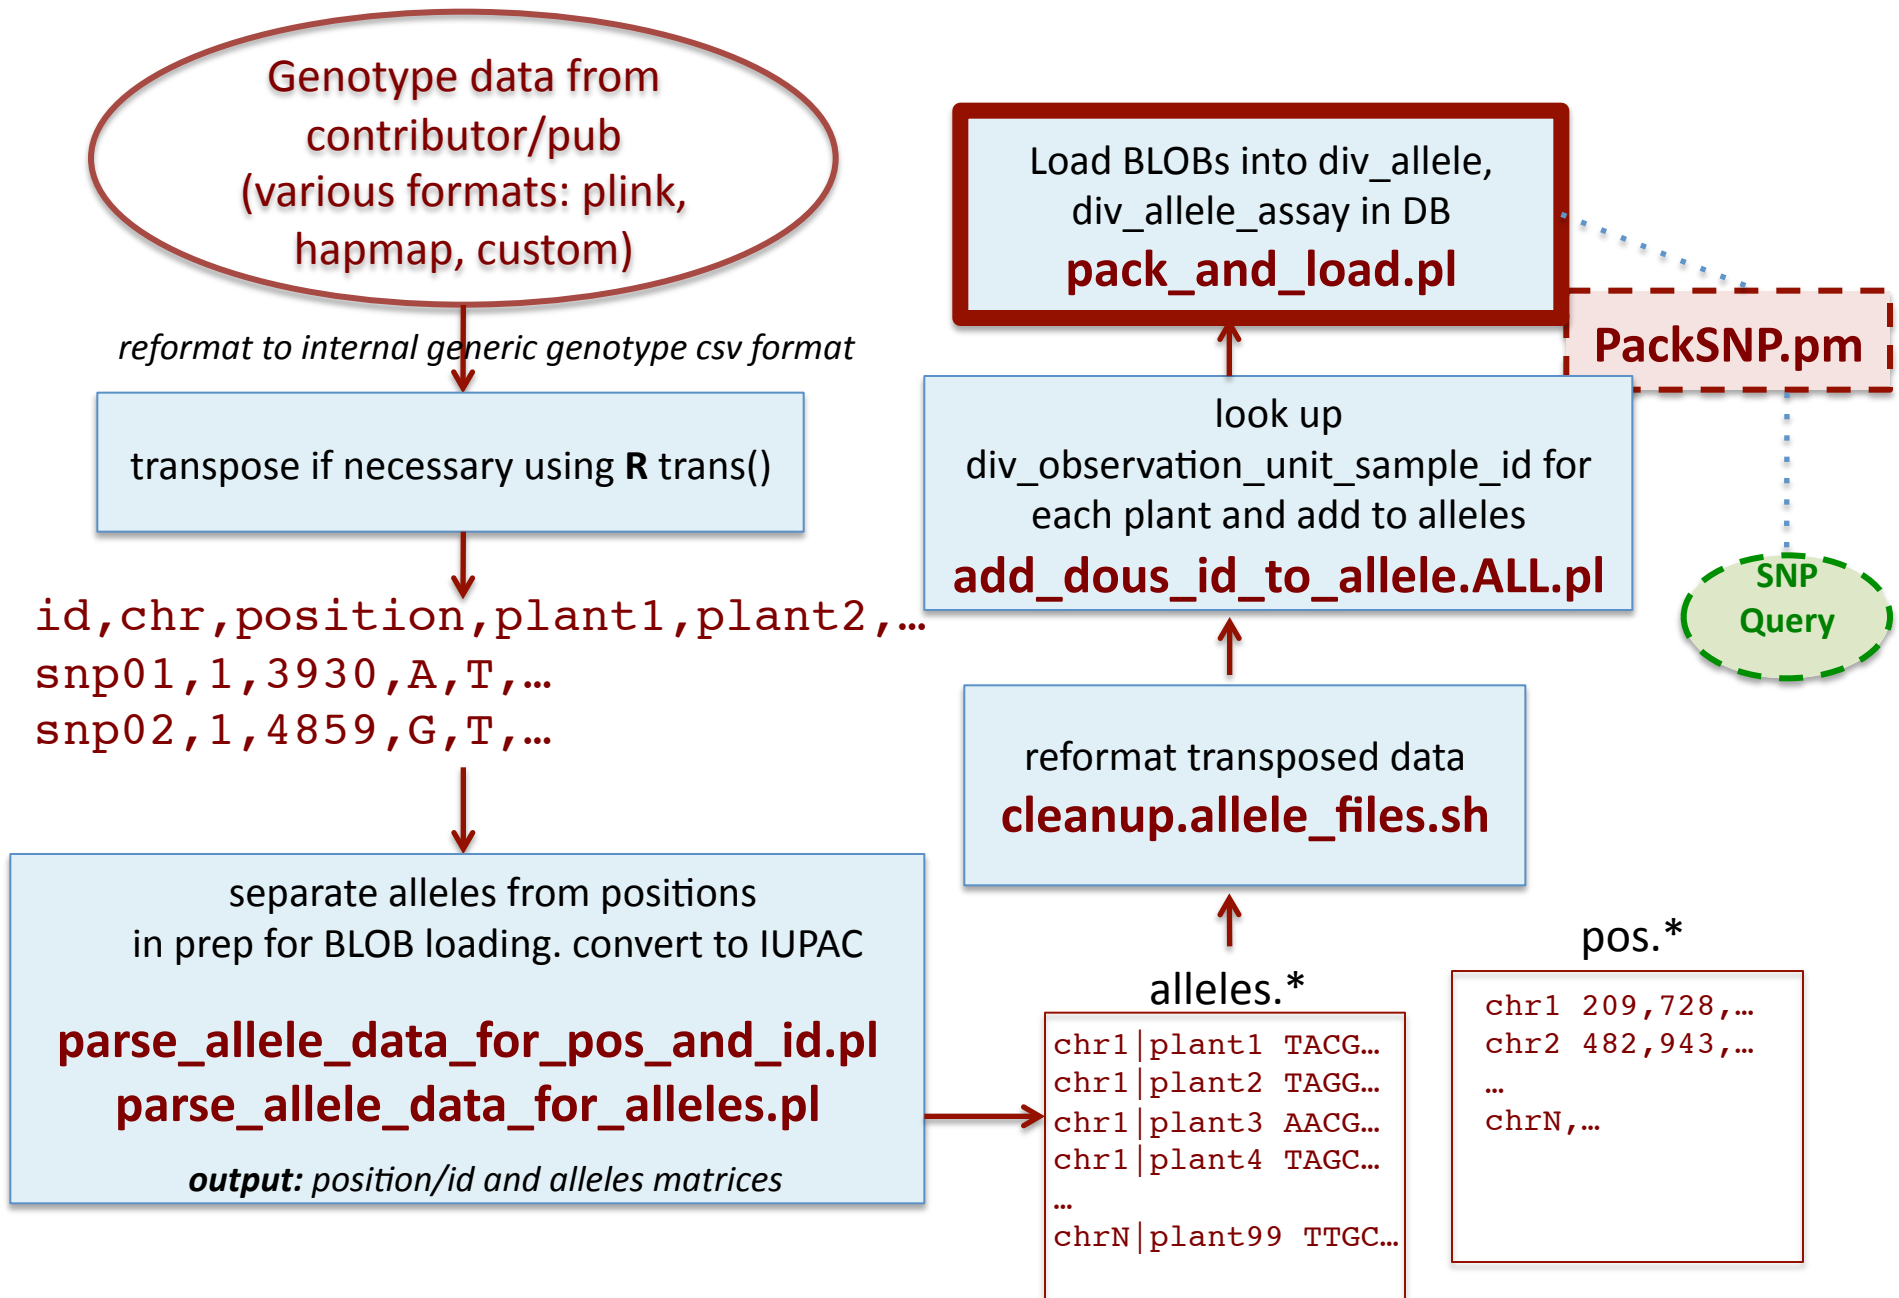 Genotype data from
contributor/pub
(various formats: plink,
hapmap, custom)
reformat to internal generic genotype csv format
transpose if necessary using R trans()
id,chr,position,plant1,plant2,…
snp01,1,3930,A,T,…
snp02,1,4859,G,T,…
separate alleles from positions
in prep for BLOB loading. convert to IUPAC
parse_allele_data_for_pos_and_id.pl
parse_allele_data_for_alleles.pl
output: position/id and alleles matrices
alleles.*
chr1|plant1 TACG…
chr1|plant2 TAGG…
chr1|plant3 AACG…
chr1|plant4 TAGC…
…
chrN|plant99 TTGC…
pos.*
chr1 209,728,…
chr2 482,943,…
…
chrN,…
reformat transposed data
cleanup.allele_files.sh
look up
div_observation_unit_sample_id for
each plant and add to alleles
add_dous_id_to_allele.ALL.pl
Load BLOBs into div_allele,
div_allele_assay in DB
pack_and_load.pl
PackSNP.pm
SNP
Query